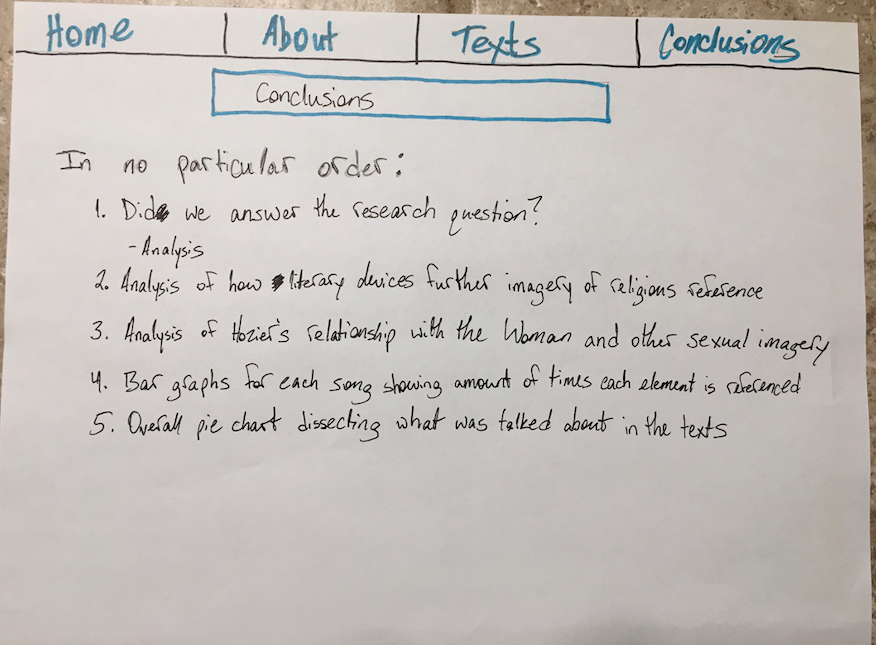 Home About Texts Conclusions
Conclusions
In no particular order:
1. Did we answer the research question?
- Analysis
2. Analysis of how literary devices further imagery of religious reference
3. Analysis of Hozier's relationship with the Woman and other sexual imagery
4. Bar graphs for each song showing amount of times each element is referenced
5. Overall pie chart dissecting what was talked about in the texts